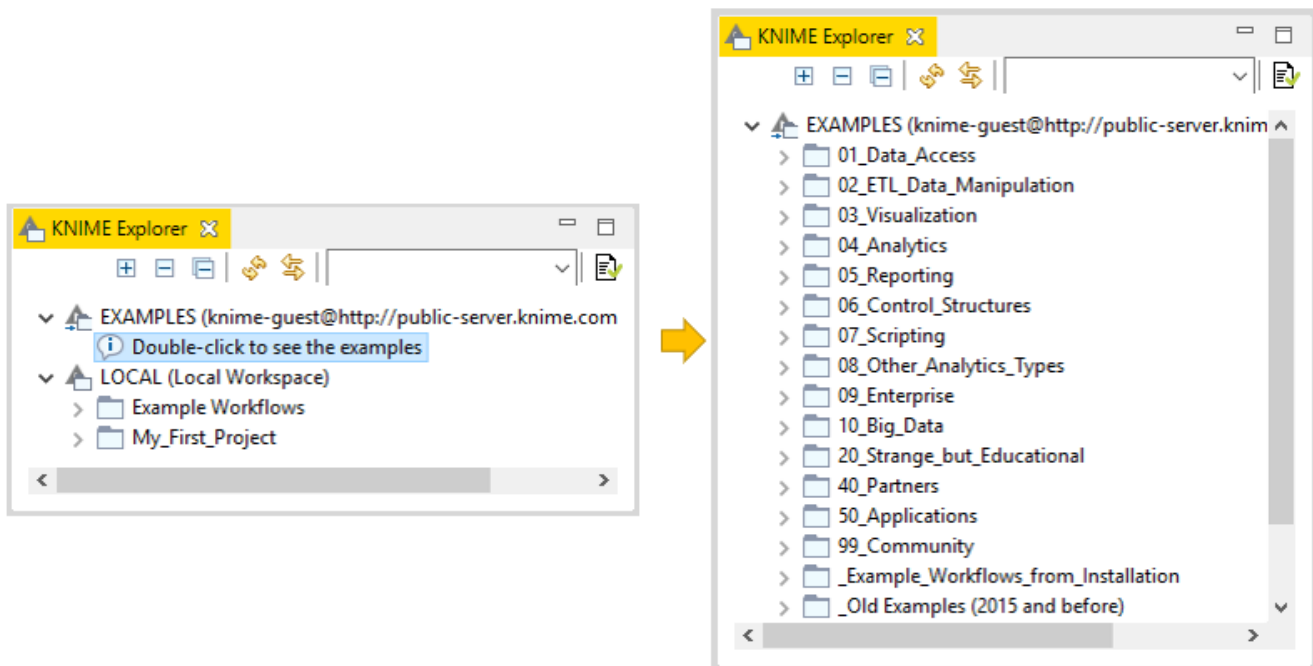 KNIME Explorer
EXAMPLES (knime-guest@http://public-server.knime.com
Double-click to see the examples
LOCAL (Local Workspace)
Example Workflows
My_First_Project
KNIME Explorer
EXAMPLES (knime-guest@http://public-server.knim
01_Data_Access
02_ETL_Data_Manipulation
03_Visualization
04_Analytics
05_Reporting
06_Control_Structures
07_Scripting
08_Other_Analytics_Types
09_Enterprise
10_Big_Data
20_Strange_but_Educational
40_Partners
50_Applications
99_Community
_Example_Workflows_from_Installation
_Old Examples (2015 and before)